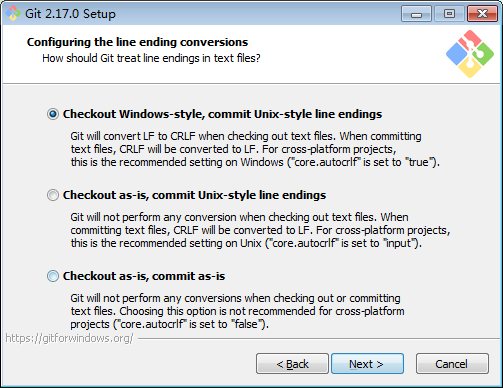 Git 2.17.0 Setup
Configuring the line ending conversions
How should Git treat line endings in text files?
Checkout Windows-style, commit Unix-style line endings
Git will convert LF to CRLF when checking out text files. When committing
text files, CRLF will be converted to LF. For cross-platform projects,
this is the recommended setting on Windows ("core.autocrlf" is set to "true").
Checkout as-is, commit Unix-style line endings
Git will not perform any conversion when checking out text files. When
committing text files, CRLF will be converted to LF. For cross-platform projects,
this is the recommended setting on Unix ("core.autocrlf" is set to "input").
Checkout as-is, commit as-is
Git will not perform any conversions when checking out or committing
text files. Choosing this option is not recommended for cross-platform
projects ("core.autocrlf" is set to "false").
https://gitforwindows.org/
< Back
Next >
Cancel